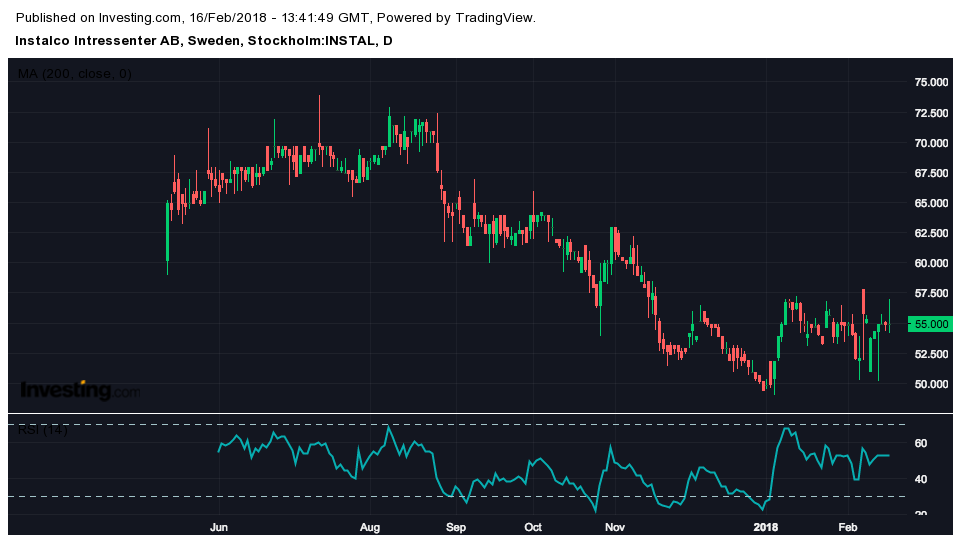 Published on Investing.com, 16/Feb/2018 - 13:41:49 GMT, Powered by TradingView.
Instalco Intressenter AB, Sweden, Stockholm:INSTAL, D
MA (200, close, 0)
75.000
72.500
70.000
67.500
65.000
62.500
60.000
57.500
55.000
52.500
50.000
Investing.com
RSI (14)
60
40
20
Jun Aug Sep Oct Nov 2018 Feb